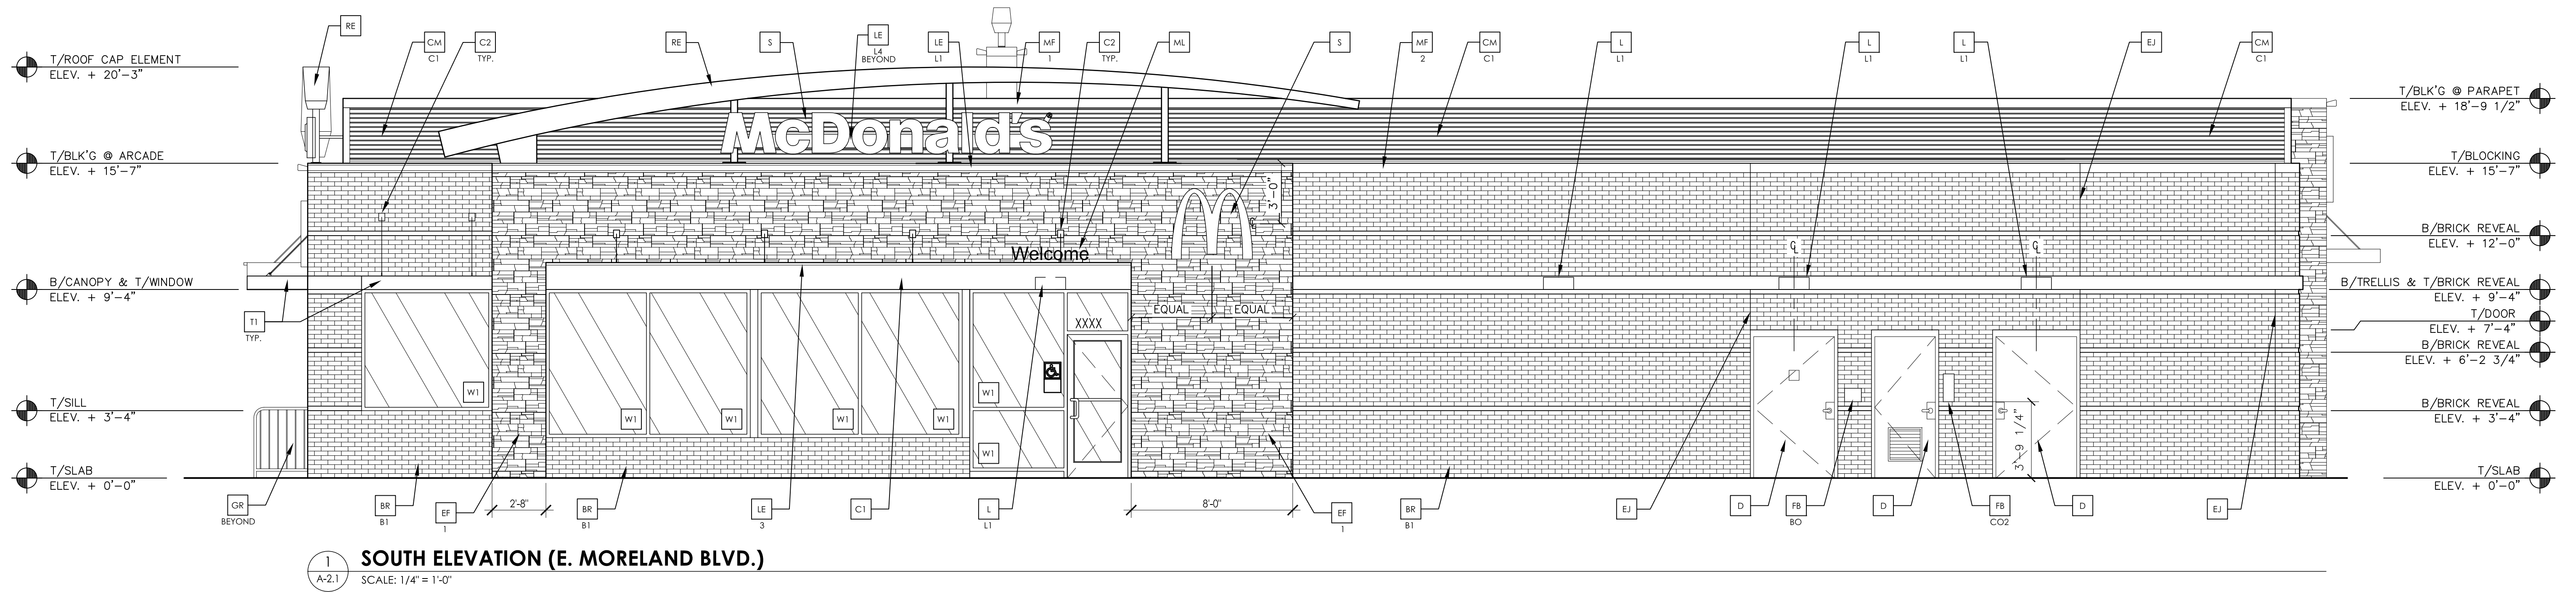 RE
CM
C1
C2
TYP.
RE
S
LE
L4
BEYOND
LE
L1
MF
1
C2
TYP.
ML
S
MF
2
CM
C1
L
L1
L
L1
L
L1
EJ
CM
C1
T/ROOF CAP ELEMENT
ELEV. + 20'-3"
T/BLK'G @ ARCADE
ELEV. + 15'-7"
B/CANOPY & T/WINDOW
ELEV. + 9'-4"
T1
TYP.
T/SILL
ELEV. + 3'-4"
T/SLAB
ELEV. + 0'-0"
McDonald's
3'-0"
Welcome
EQUAL
EQUAL
XXXX
W1
W1
W1
W1
W1
W1
W1
3'-9 1/4"
T/BLK'G @ PARAPET
ELEV. + 18'-9 1/2"
T/BLOCKING
ELEV. + 15'-7"
B/BRICK REVEAL
ELEV. + 12'-0"
B/TRELLIS & T/BRICK REVEAL
ELEV. + 9'-4"
T/DOOR
ELEV. + 7'-4"
B/BRICK REVEAL
ELEV. + 6'-2 3/4"
B/BRICK REVEAL
ELEV. + 3'-4"
T/SLAB
ELEV. + 0'-0"
GR
BEYOND
BR
B1
EF
1
2'-8"
BR
B1
LE
3
C1
L
L1
8'-0"
EF
1
BR
B1
EJ
D
FB
BO
D
FB
CO2
D
EJ
1
A-2.1
SOUTH ELEVATION (E. MORELAND BLVD.)
SCALE: 1/4" = 1'-0"